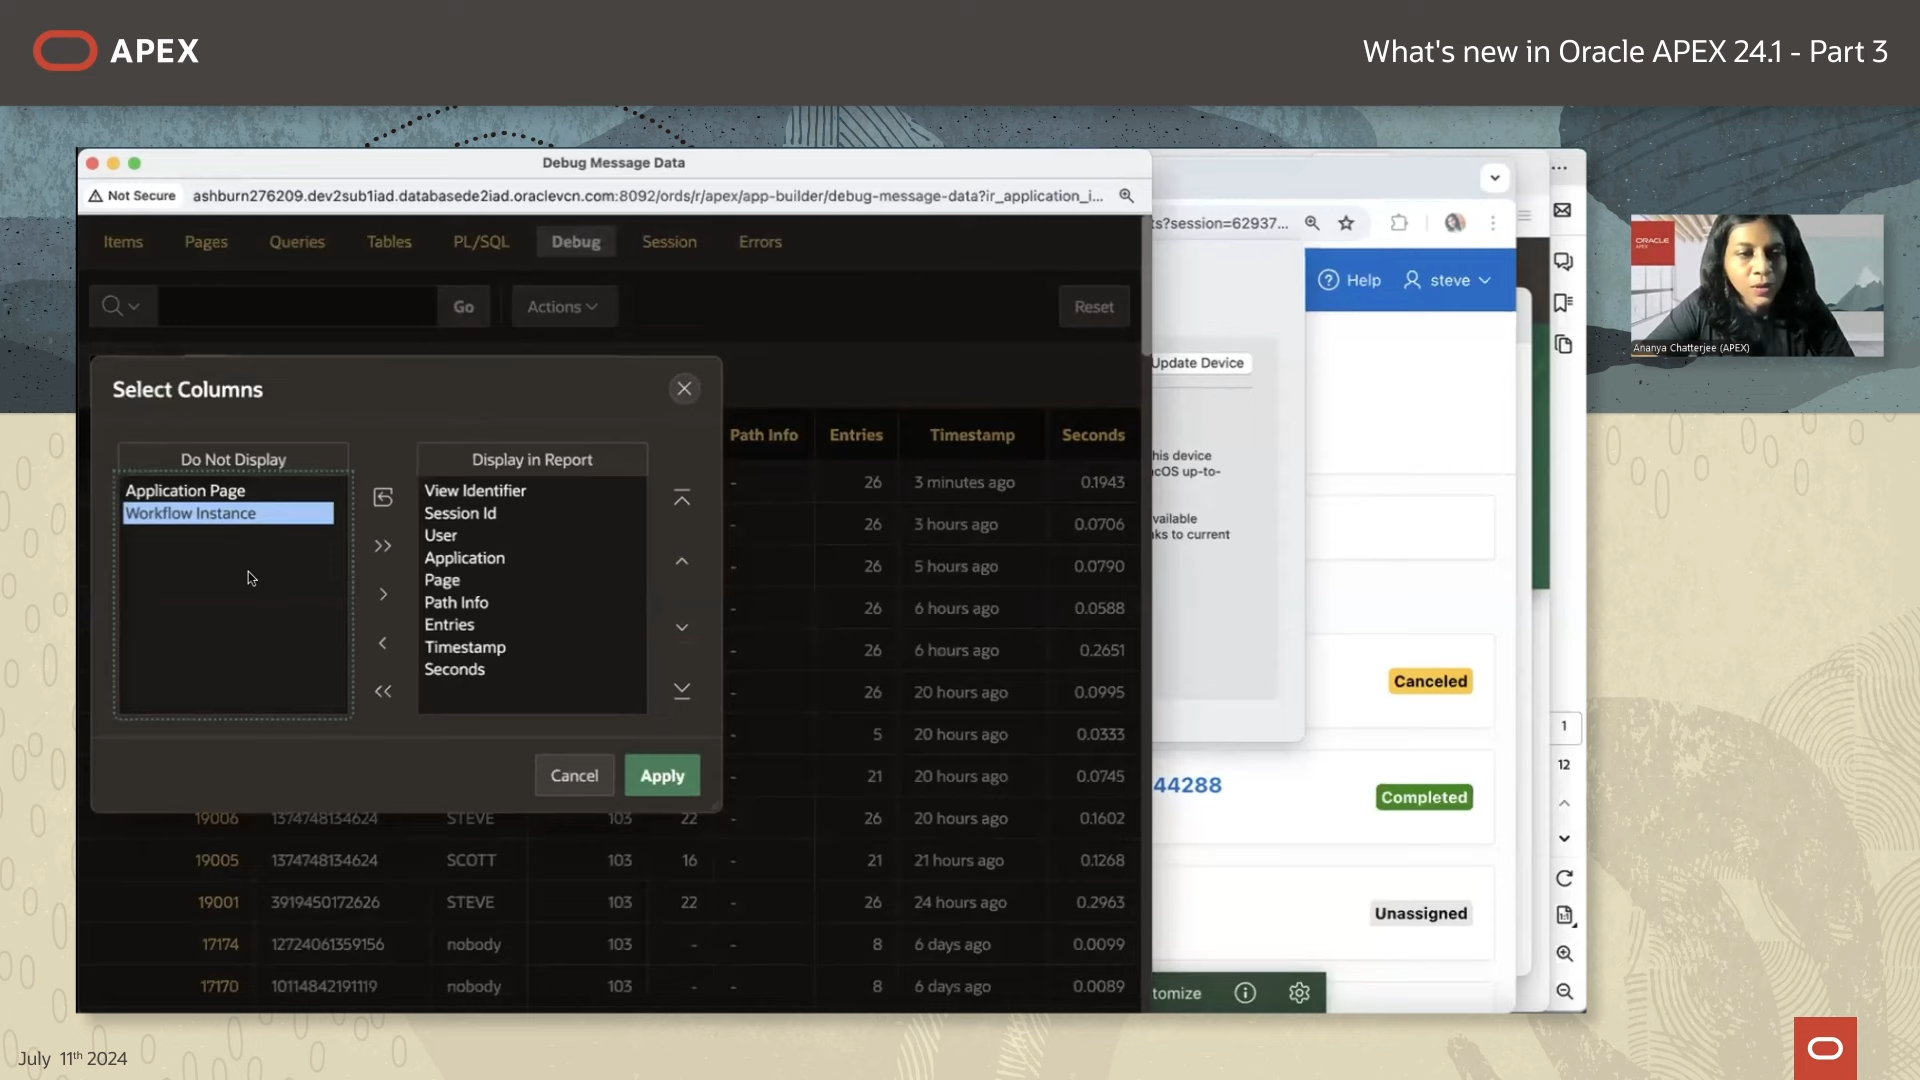 APEX
What's new in Oracle APEX 24.1 - Part 3
Debug Message Data
Not Secure ashburn276209.dev2sub1iad.databasede2iad.oraclevcn.com:8092/ords/r/apex/app-builder/debug-message-data?ir_application_i...
Items Pages Queries Tables PL/SQL Debug Session Errors
Go Actions Reset
Select Columns
Do Not Display
Application Page
Workflow Instance
Display in Report
View Identifier
Session Id
User
Application
Page
Path Info
Entries
Timestamp
Seconds
Cancel Apply
Path Info Entries Timestamp Seconds
- 26 3 minutes ago 0.1943
- 26 3 hours ago 0.0706
- 26 5 hours ago 0.0790
- 26 6 hours ago 0.0588
- 26 6 hours ago 0.2651
- 26 20 hours ago 0.0995
- 5 20 hours ago 0.0333
- 21 20 hours ago 0.0745
19006 1374748134624 STEVE 103 22 - 26 20 hours ago 0.1602
19005 1374748134624 SCOTT 103 16 - 21 21 hours ago 0.1268
19001 3919450172626 STEVE 103 22 - 26 24 hours ago 0.2963
17174 12724061359156 nobody 103 - - 8 6 days ago 0.0099
17170 10114842191119 nobody 103 - - 8 6 days ago 0.0089
ts?session=62937...
Help steve
Update Device
his device
cOS up-to-
vailable
ks to current
Canceled
44288
Completed
Unassigned
tomize
1
12
1:1
ORACLE
APEX
Ananya Chatterjee (APEX)
July 11th 2024